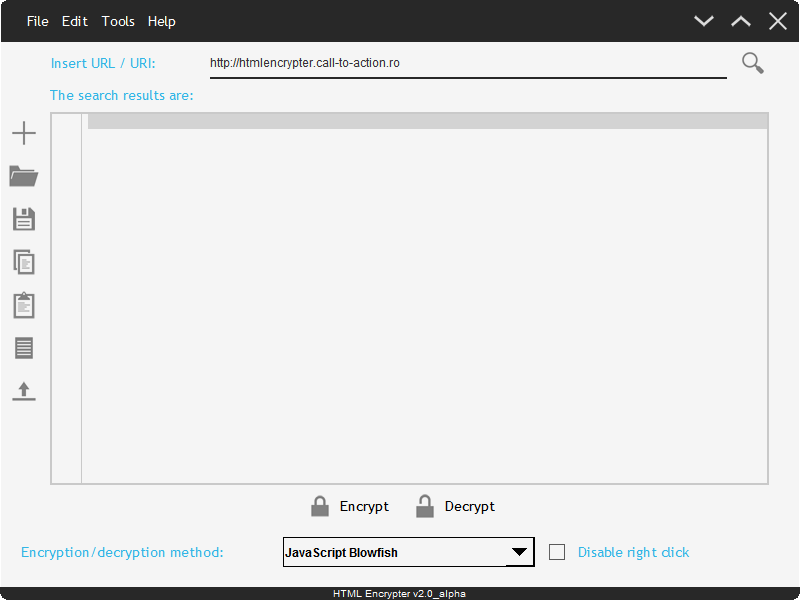 File Edit Tools Help
Insert URL / URI: http://htmlencrypter.call-to-action.ro
The search results are:
Encrypt Decrypt
Encryption/decryption method: JavaScript Blowfish Disable right click
HTML Encrypter v2.0_alpha